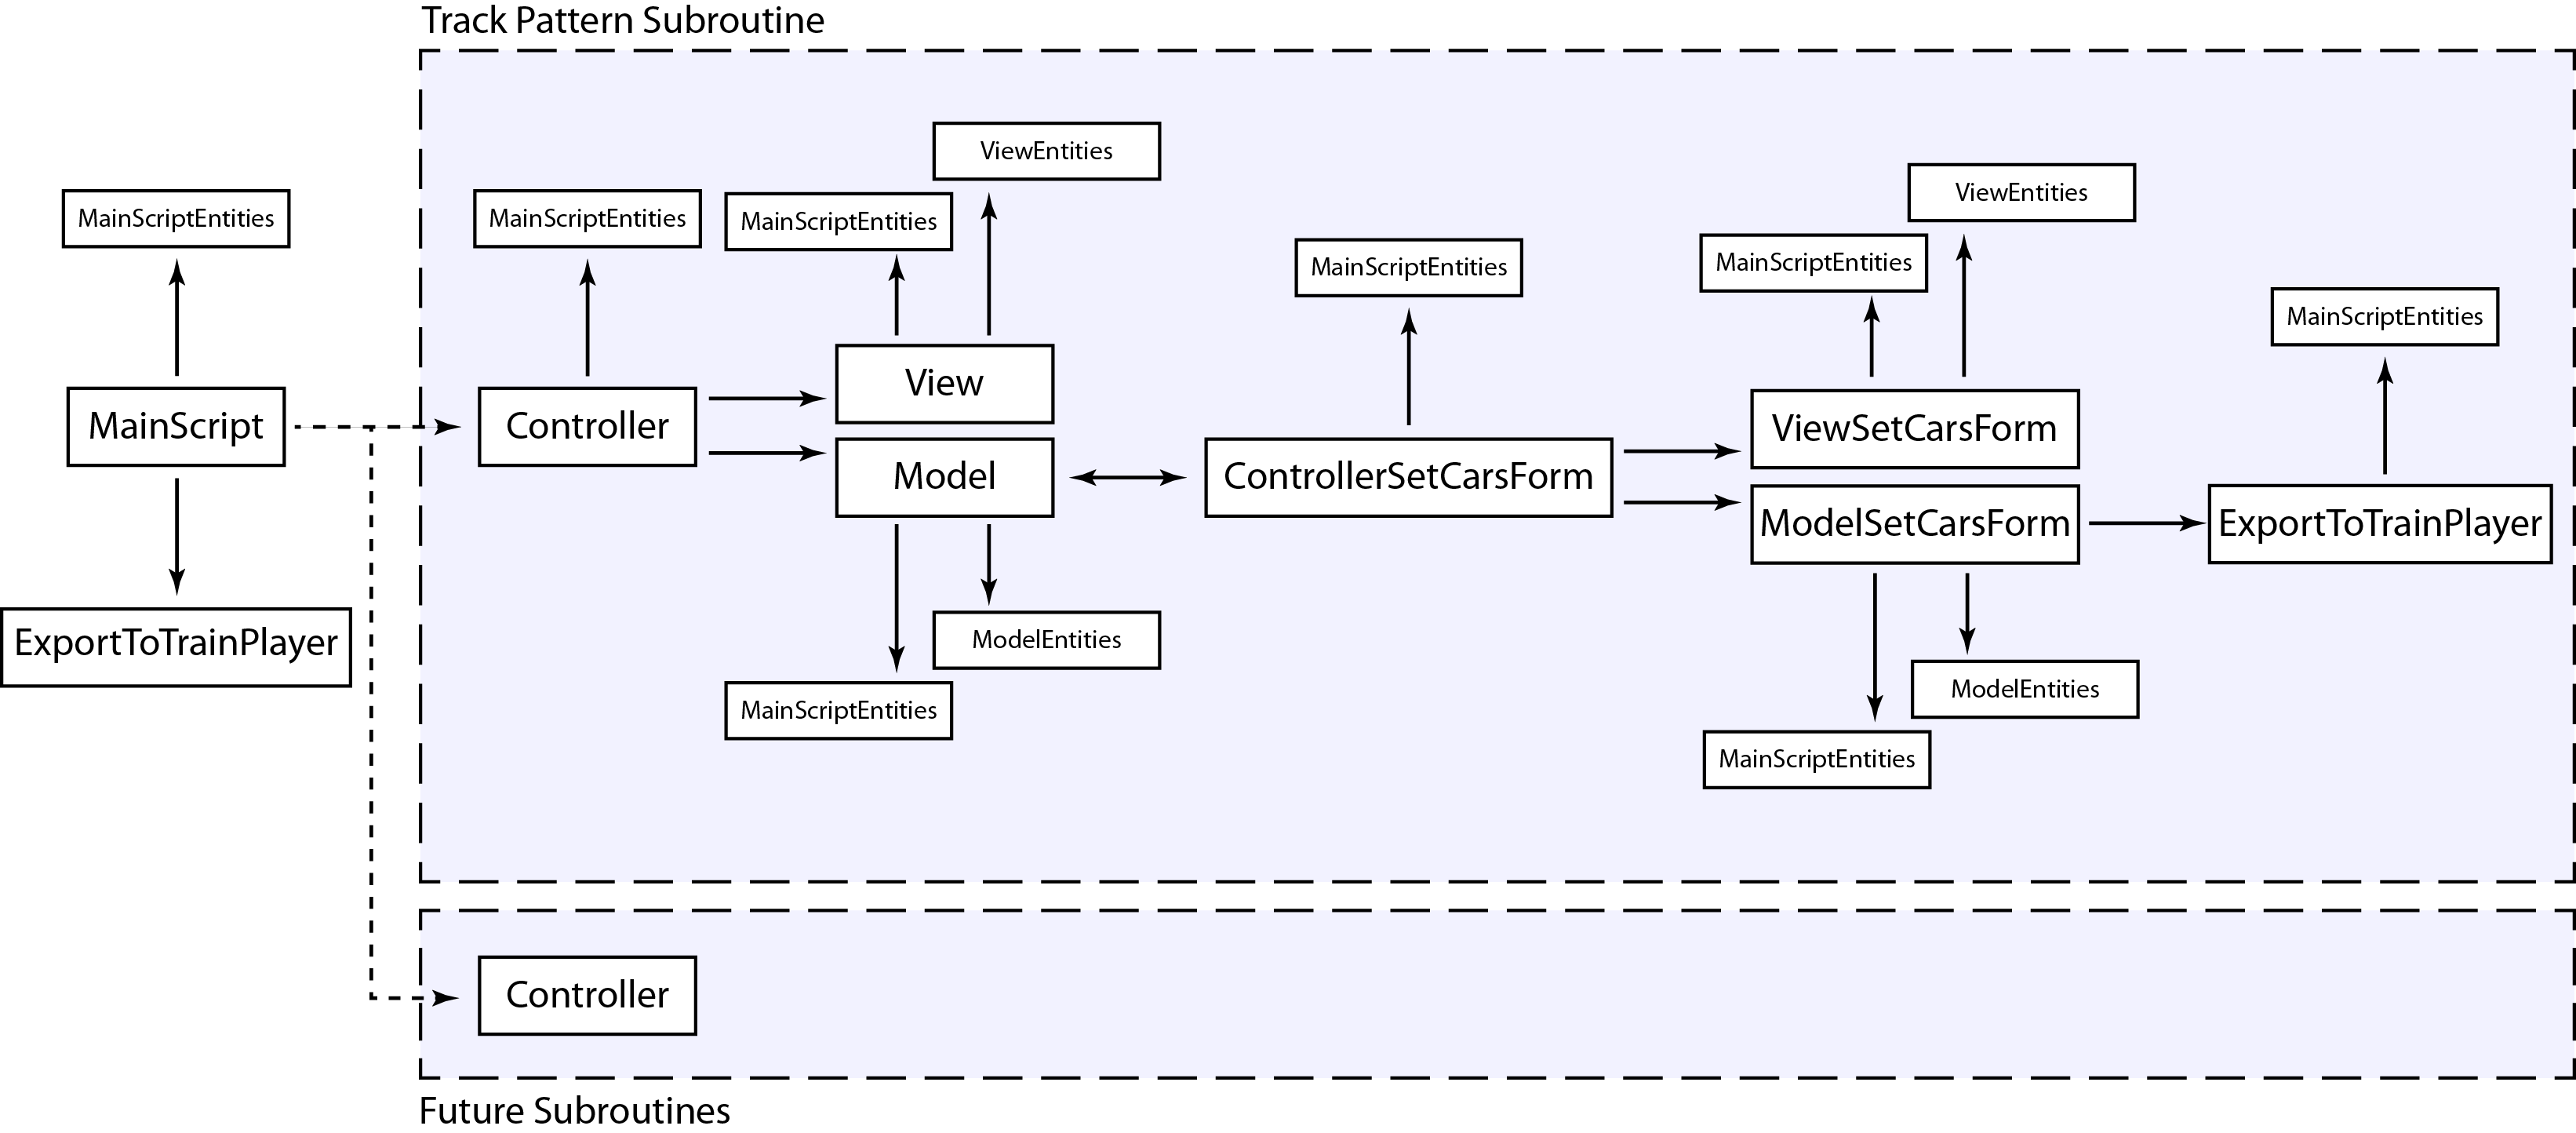 Track Pattern Subroutine
ViewEntities
MainScriptEntities
MainScriptEntities
MainScriptEntities
ViewEntities
MainScriptEntities
MainScriptEntities
MainScriptEntities
View
MainScript
Controller
ViewSetCarsForm
Model
ControllerSetCarsForm
ModelSetCarsForm
ExportToTrainPlayer
ExportToTrainPlayer
ModelEntities
ModelEntities
MainScriptEntities
MainScriptEntities
Controller
Future Subroutines